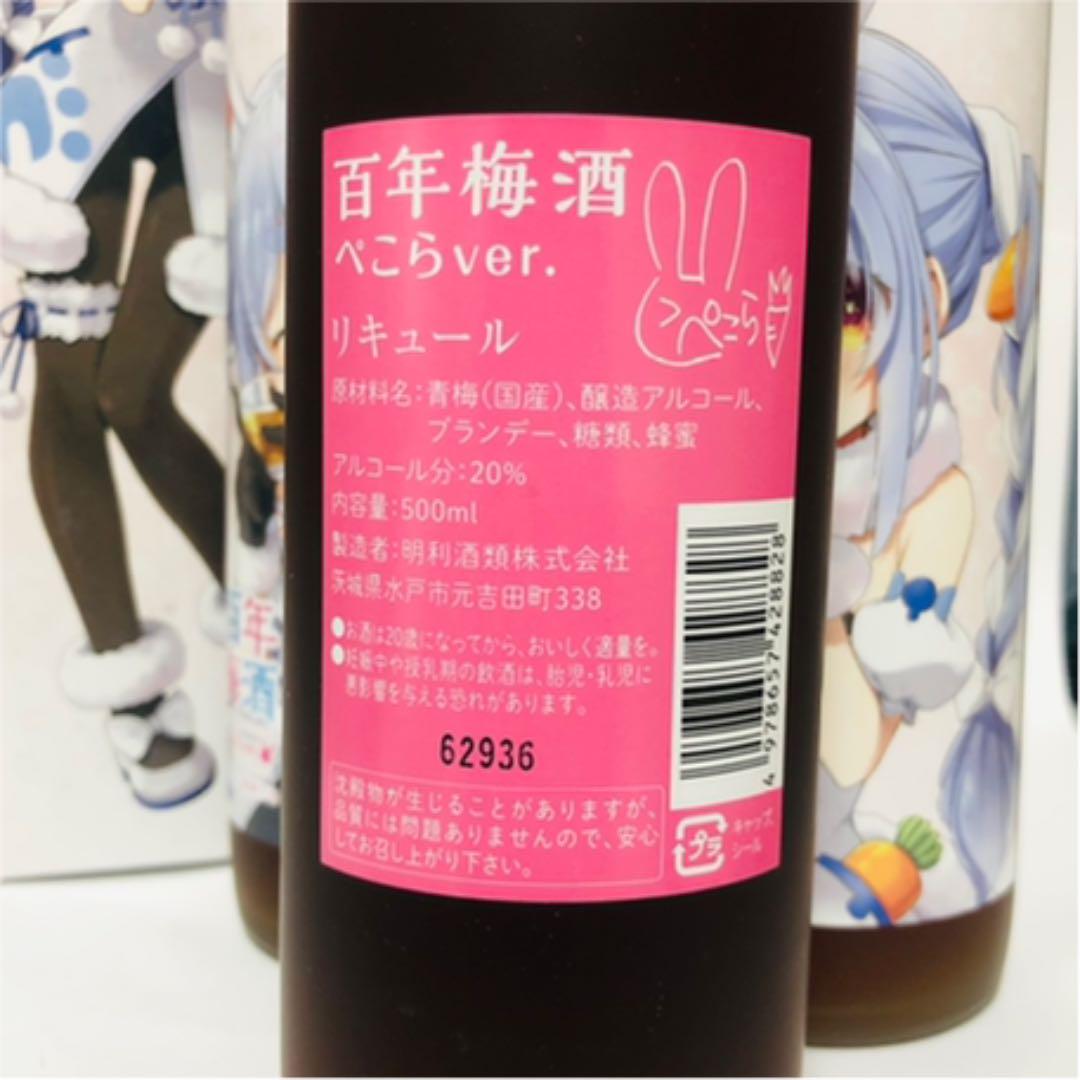 百年梅酒
ぺこらver.
リキュール
ぺこら
原材料名:青梅(国産)、醸造アルコール、
ブランデー、糖類、蜂蜜
アルコール分:20%
内容量:500ml
製造者:明利酒類株式会社
茨城県水戸市元吉田町338
●お酒は20歳になってから、おいしく適量を。
●妊娠中や授乳期の飲酒は、胎児・乳児に
悪影響を与える恐れがあります。
62936
沈殿物が生じることがありますが、
品質には問題ありませんので、安心
してお召し上がり下さい。
4 978657 428828
プラ
キャップ
シール
年
酒